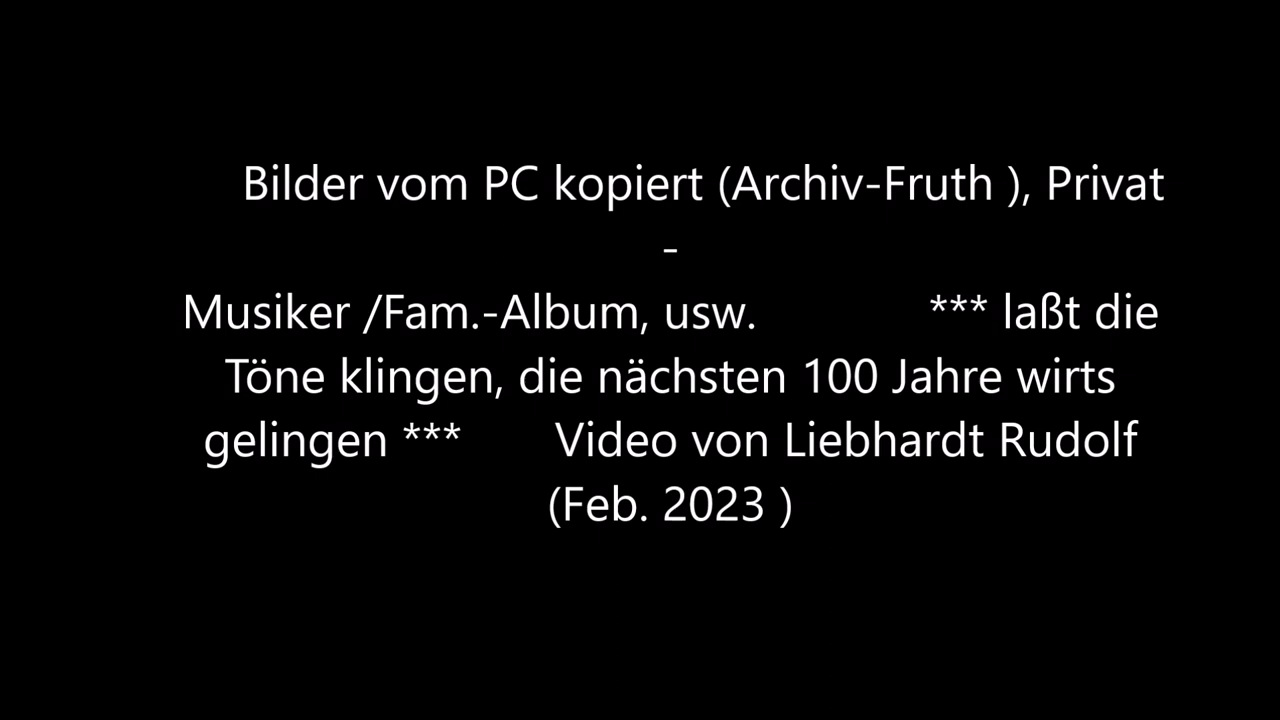 Bilder vom PC kopiert (Archiv-Fruth ), Privat
-
Musiker /Fam.-Album, usw. *** laßt die
Töne klingen, die nächsten 100 Jahre wirts
gelingen *** Video von Liebhardt Rudolf
(Feb. 2023 )